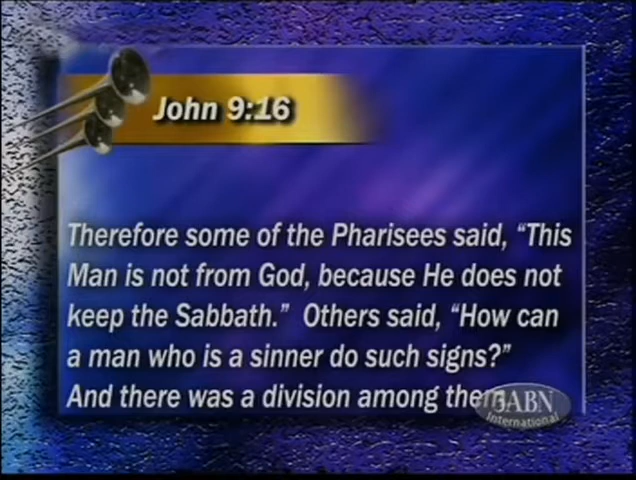 John 9:16
Therefore some of the Pharisees said, “This
Man is not from God, because He does not
keep the Sabbath.” Others said, “How can
a man who is a sinner do such signs?”
And there was a division among them.
3ABN
International